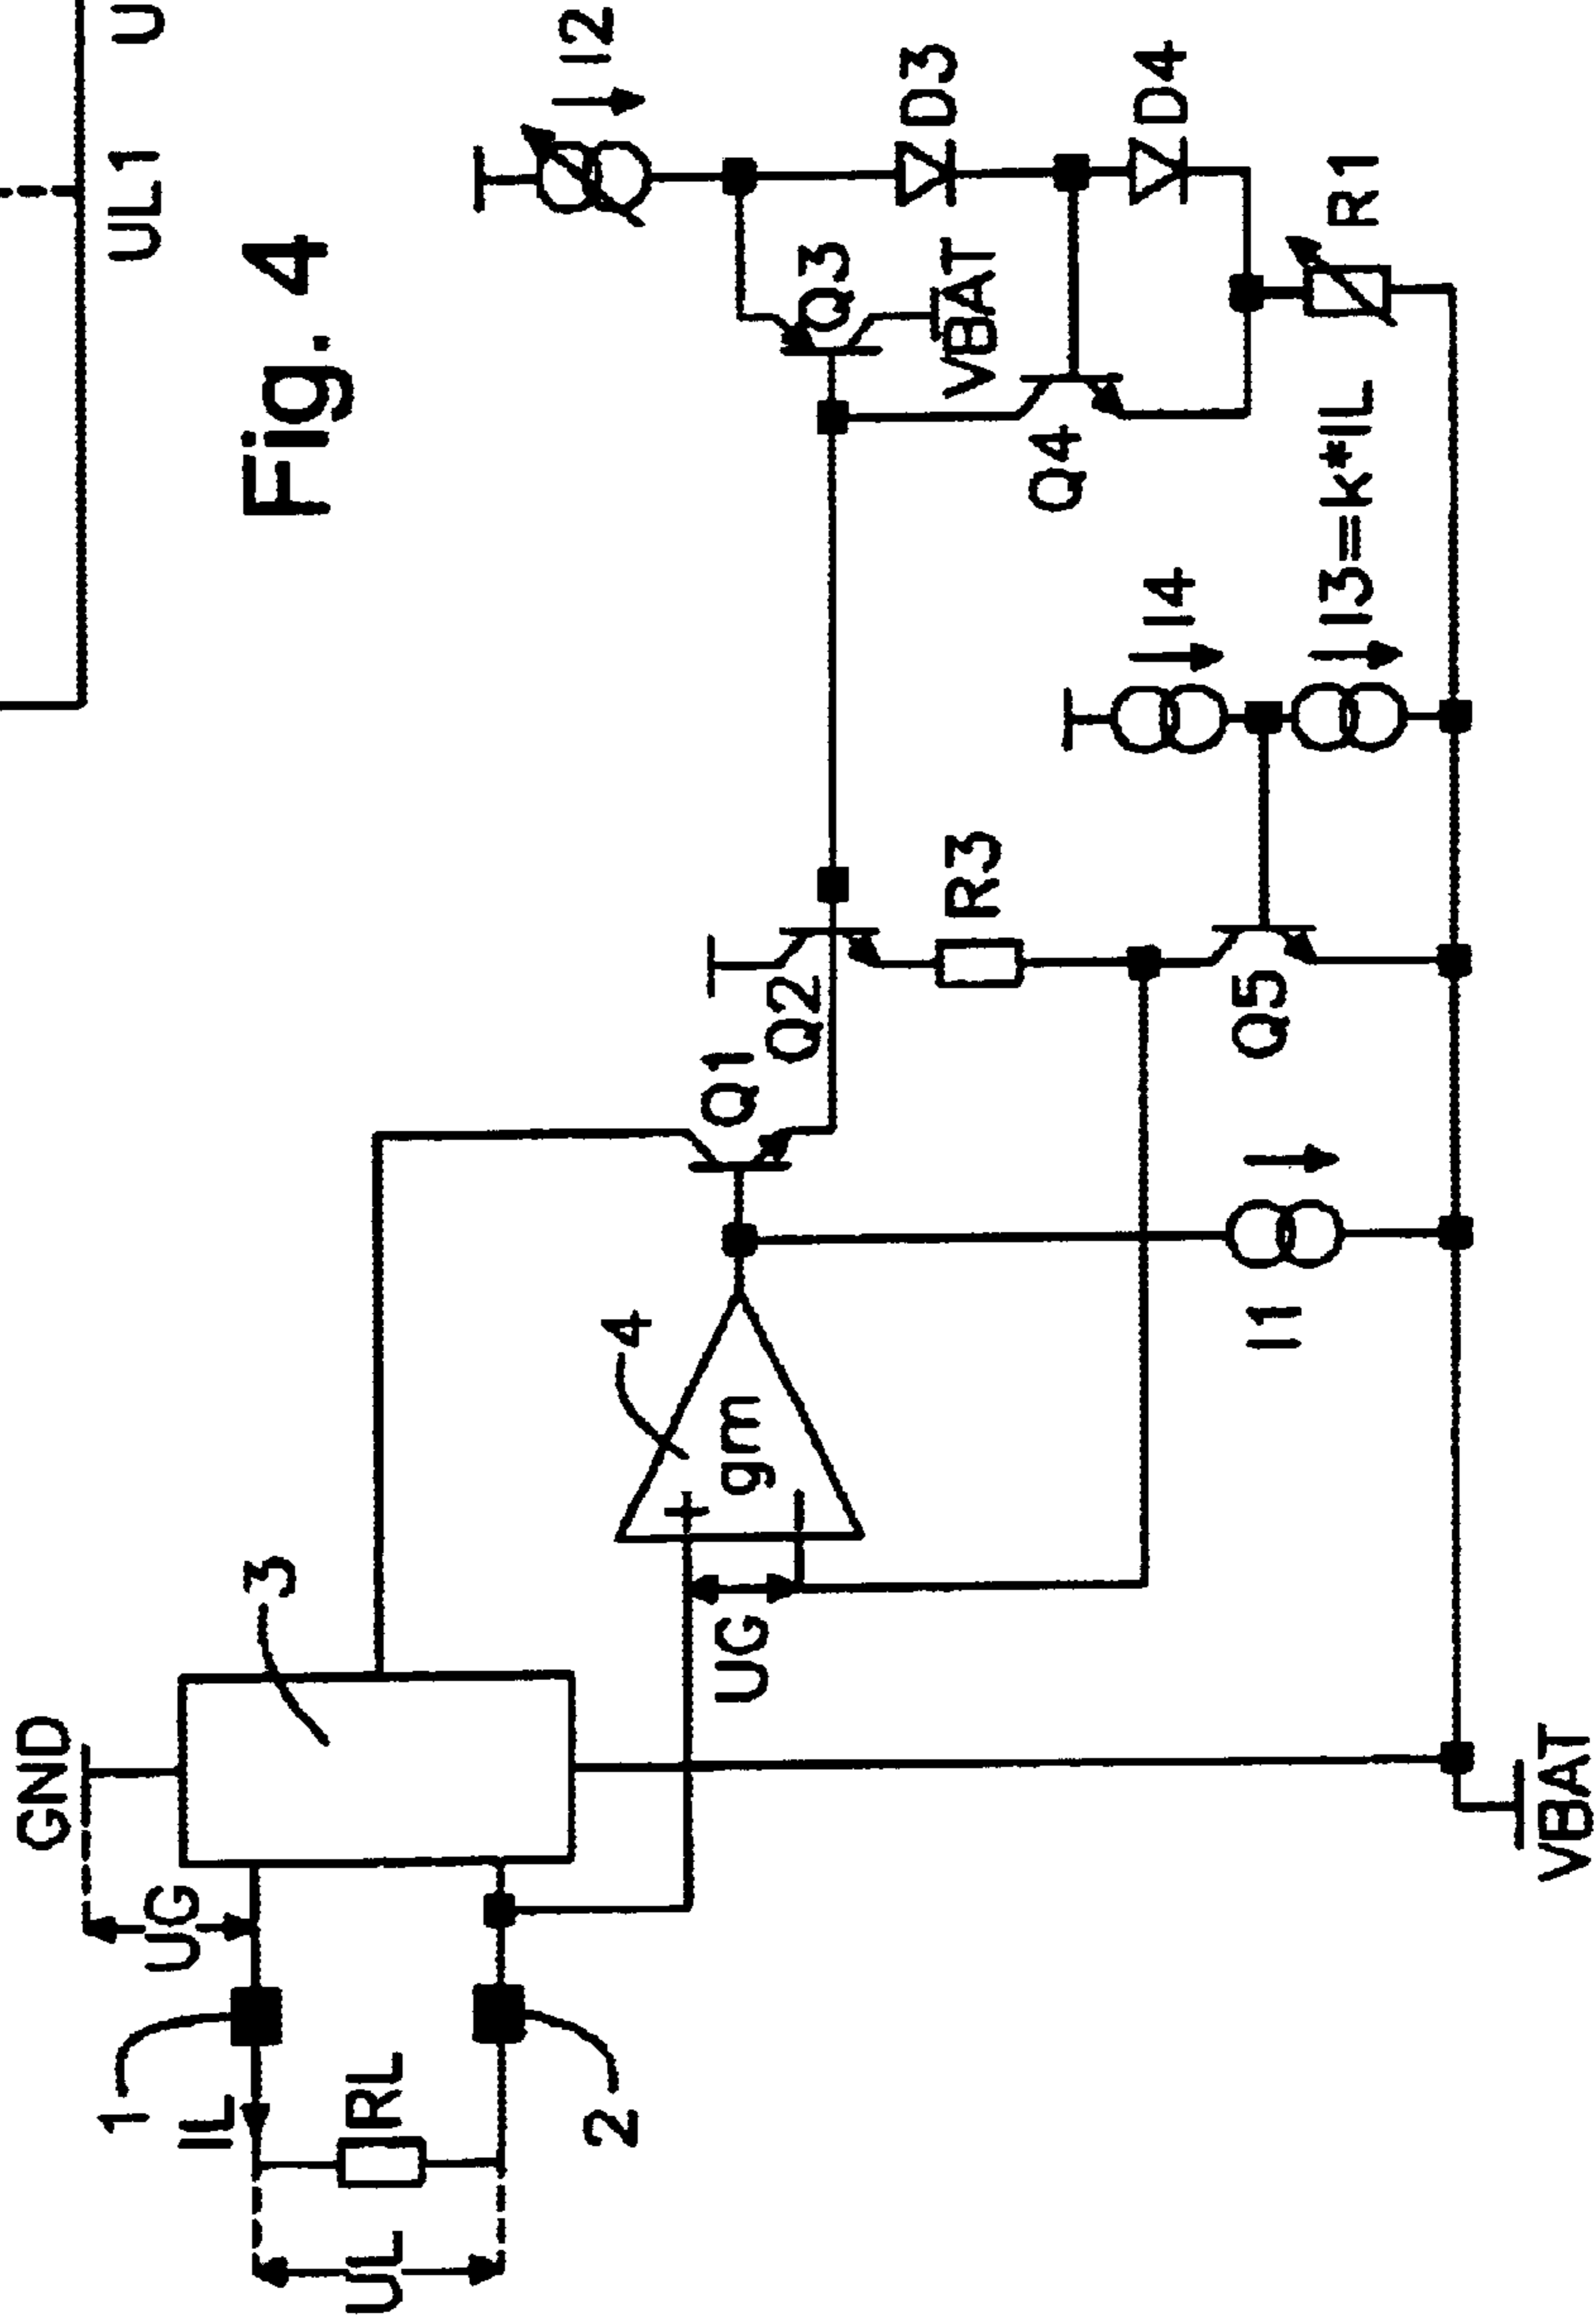 UL1
U
Fig. 4
GND
3
UG
1
IL
RL
UL
2
UG
4
gm
+
−
Q1
Q2
Q3
I2
VBAT
D3
Q4
D4
R3
I4
R1
Q5
I1
I3=k*IL
VBAT